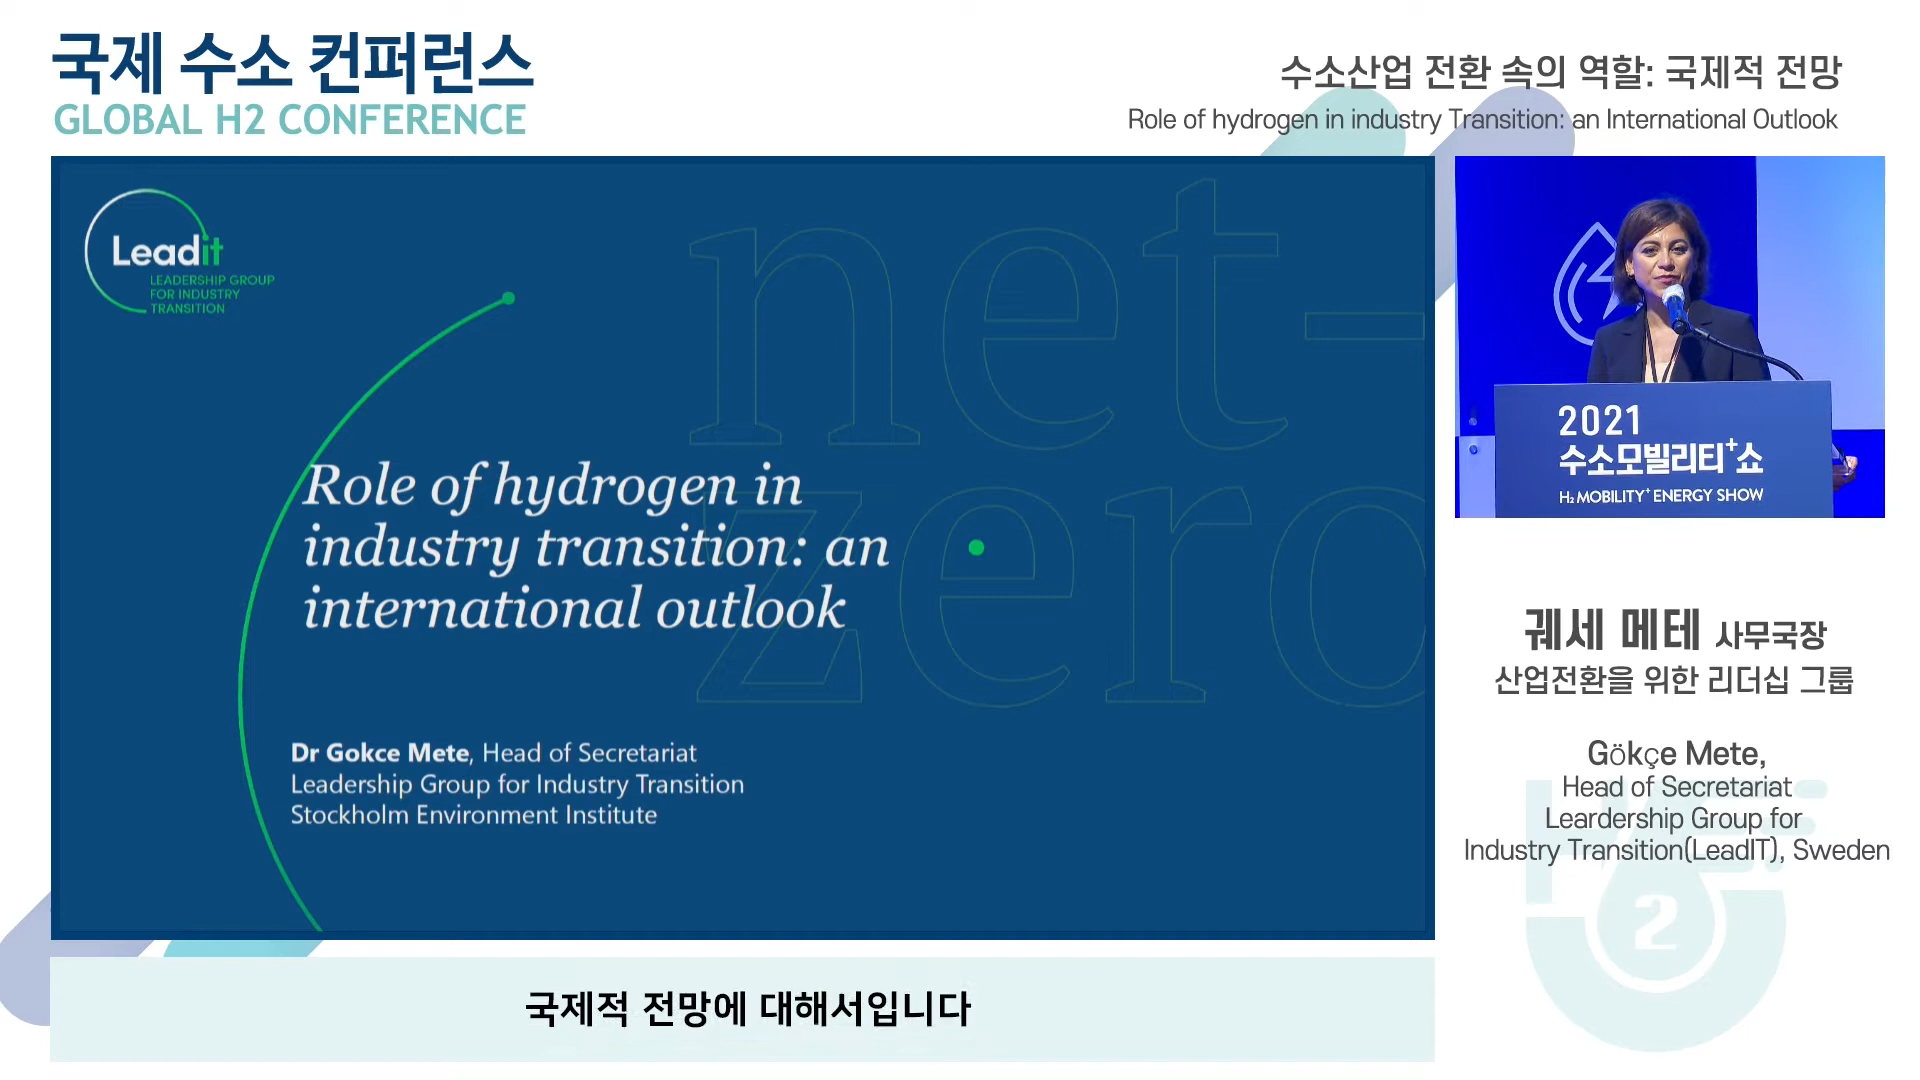 국제 수소 컨퍼런스
GLOBAL H2 CONFERENCE
수소산업 전환 속의 역할: 국제적 전망
Role of hydrogen in industry Transition: an International Outlook
Leadit
LEADERSHIP GROUP
FOR INDUSTRY
TRANSITION
net-
zero
Role of hydrogen in
industry transition: an
international outlook
Dr Gokce Mete, Head of Secretariat
Leadership Group for Industry Transition
Stockholm Environment Institute
2021
수소모빌리티+쇼
H₂ MOBILITY⁺ ENERGY SHOW
궤세 메테 사무국장
산업전환을 위한 리더십 그룹
Gökçe Mete,
Head of Secretariat
Leardership Group for
Industry Transition(LeadIT), Sweden
H
2
국제적 전망에 대해서입니다